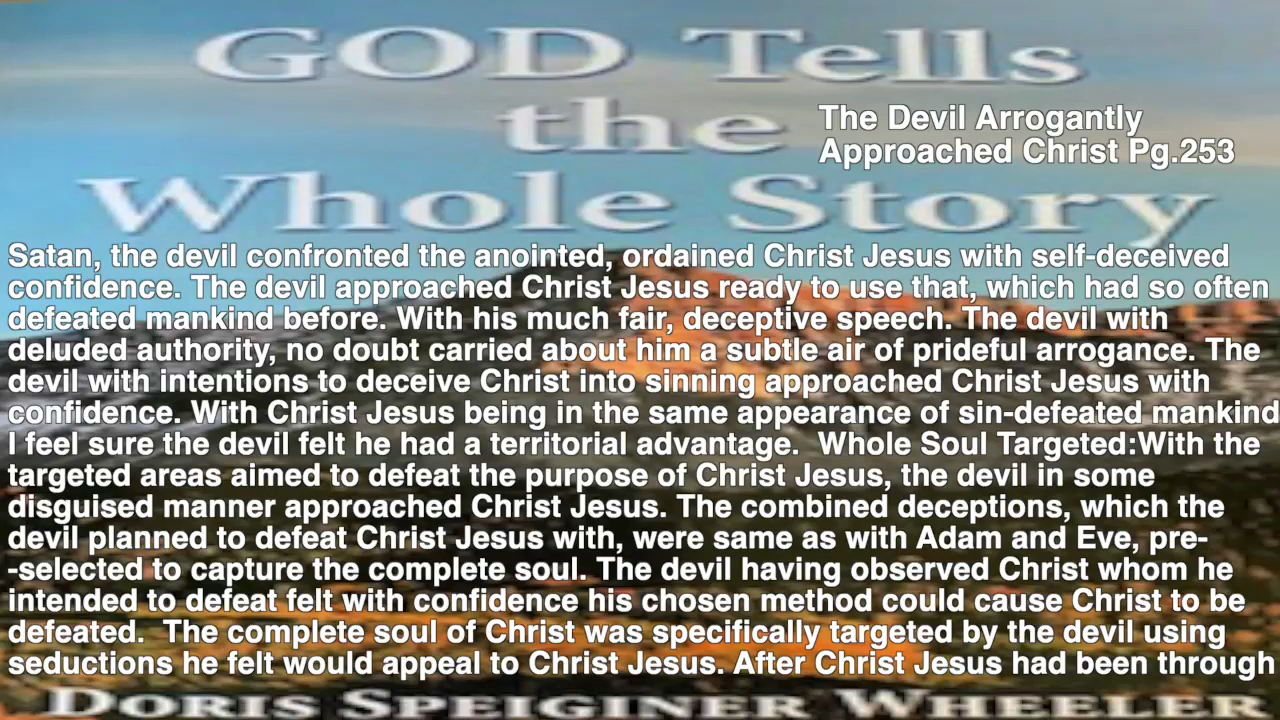 GOD Tells
the
Whole Story
The Devil Arrogantly
Approached Christ Pg.253
Satan, the devil confronted the anointed, ordained Christ Jesus with self-deceived
confidence. The devil approached Christ Jesus ready to use that, which had so often
defeated mankind before. With his much fair, deceptive speech. The devil with
deluded authority, no doubt carried about him a subtle air of prideful arrogance. The
devil with intentions to deceive Christ into sinning approached Christ Jesus with
confidence. With Christ Jesus being in the same appearance of sin-defeated mankind
I feel sure the devil felt he had a territorial advantage.  Whole Soul Targeted:With the
targeted areas aimed to defeat the purpose of Christ Jesus, the devil in some
disguised manner approached Christ Jesus. The combined deceptions, which the
devil planned to defeat Christ Jesus with, were same as with Adam and Eve, pre-
-selected to capture the complete soul. The devil having observed Christ whom he
intended to defeat felt with confidence his chosen method could cause Christ to be
defeated.  The complete soul of Christ was specifically targeted by the devil using
seductions he felt would appeal to Christ Jesus. After Christ Jesus had been through
DORIS SPEIGINER WHEELER